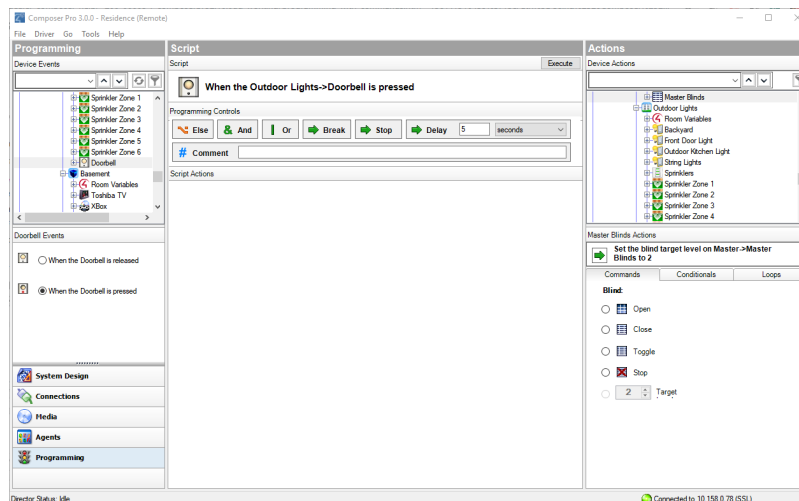 Composer Pro 3.0.0 - Residence (Remote)
File Driver Go Tools Help
Programming
Device Events
Sprinkler Zone 1
Sprinkler Zone 2
Sprinkler Zone 3
Sprinkler Zone 4
Sprinkler Zone 5
Sprinkler Zone 6
Doorbell
Basement
Room Variables
Toshiba TV
XBox
Doorbell Events
When the Doorbell is released
When the Doorbell is pressed
System Design
Connections
Media
Agents
Programming
Director Status: Idle
Script
Script
Execute
When the Outdoor Lights->Doorbell is pressed
Programming Controls
Else & And Or Break Stop Delay 5 seconds
# Comment
Script Actions
Actions
Device Actions
Master Blinds
Outdoor Lights
Room Variables
Backyard
Front Door Light
Outdoor Kitchen Light
String Lights
Sprinklers
Sprinkler Zone 1
Sprinkler Zone 2
Sprinkler Zone 3
Sprinkler Zone 4
Master Blinds Actions
Set the blind target level on Master->Master
Blinds to 2
Commands Conditionals Loops
Blind:
Open
Close
Toggle
Stop
2 Target
Connected to 10.158.0.78 (SSL)